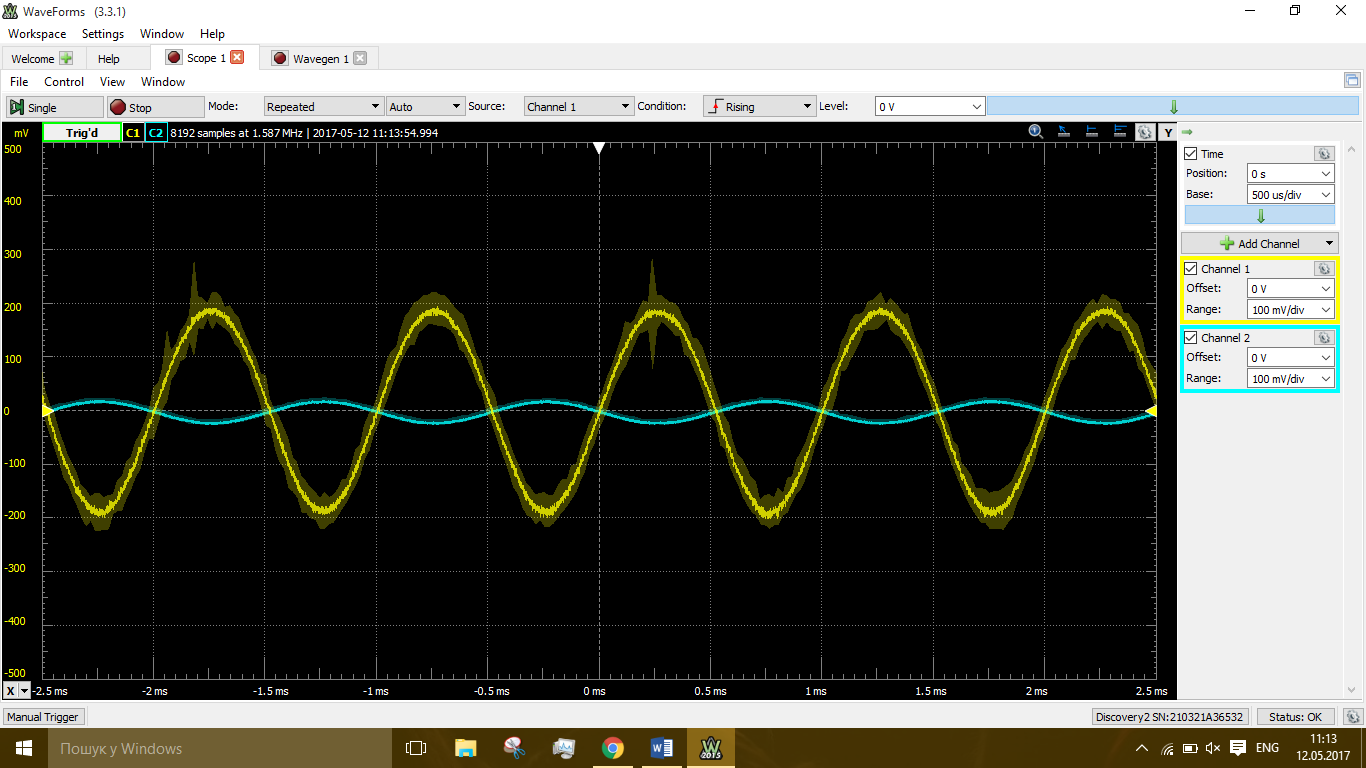 WaveForms (3.3.1)
Workspace Settings Window Help
Welcome Help Scope 1 Wavegen 1
File Control View Window
Single Stop Mode: Repeated Auto Source: Channel 1 Condition: Rising Level: 0 V
mV Trig'd C1 C2 8192 samples at 1.587 MHz | 2017-05-12 11:13:54.994 Y
500
400
300
200
100
0
-100
-200
-300
-400
-500
X -2.5 ms -2 ms -1.5 ms -1 ms -0.5 ms 0 ms 0.5 ms 1 ms 1.5 ms 2 ms 2.5 ms
Time
Position: 0 s
Base: 500 us/div
Add Channel
Channel 1
Offset: 0 V
Range: 100 mV/div
Channel 2
Offset: 0 V
Range: 100 mV/div
Manual Trigger Discovery2 SN:210321A36532 Status: OK
Пошук у Windows W 2015 ENG 11:13
12.05.2017